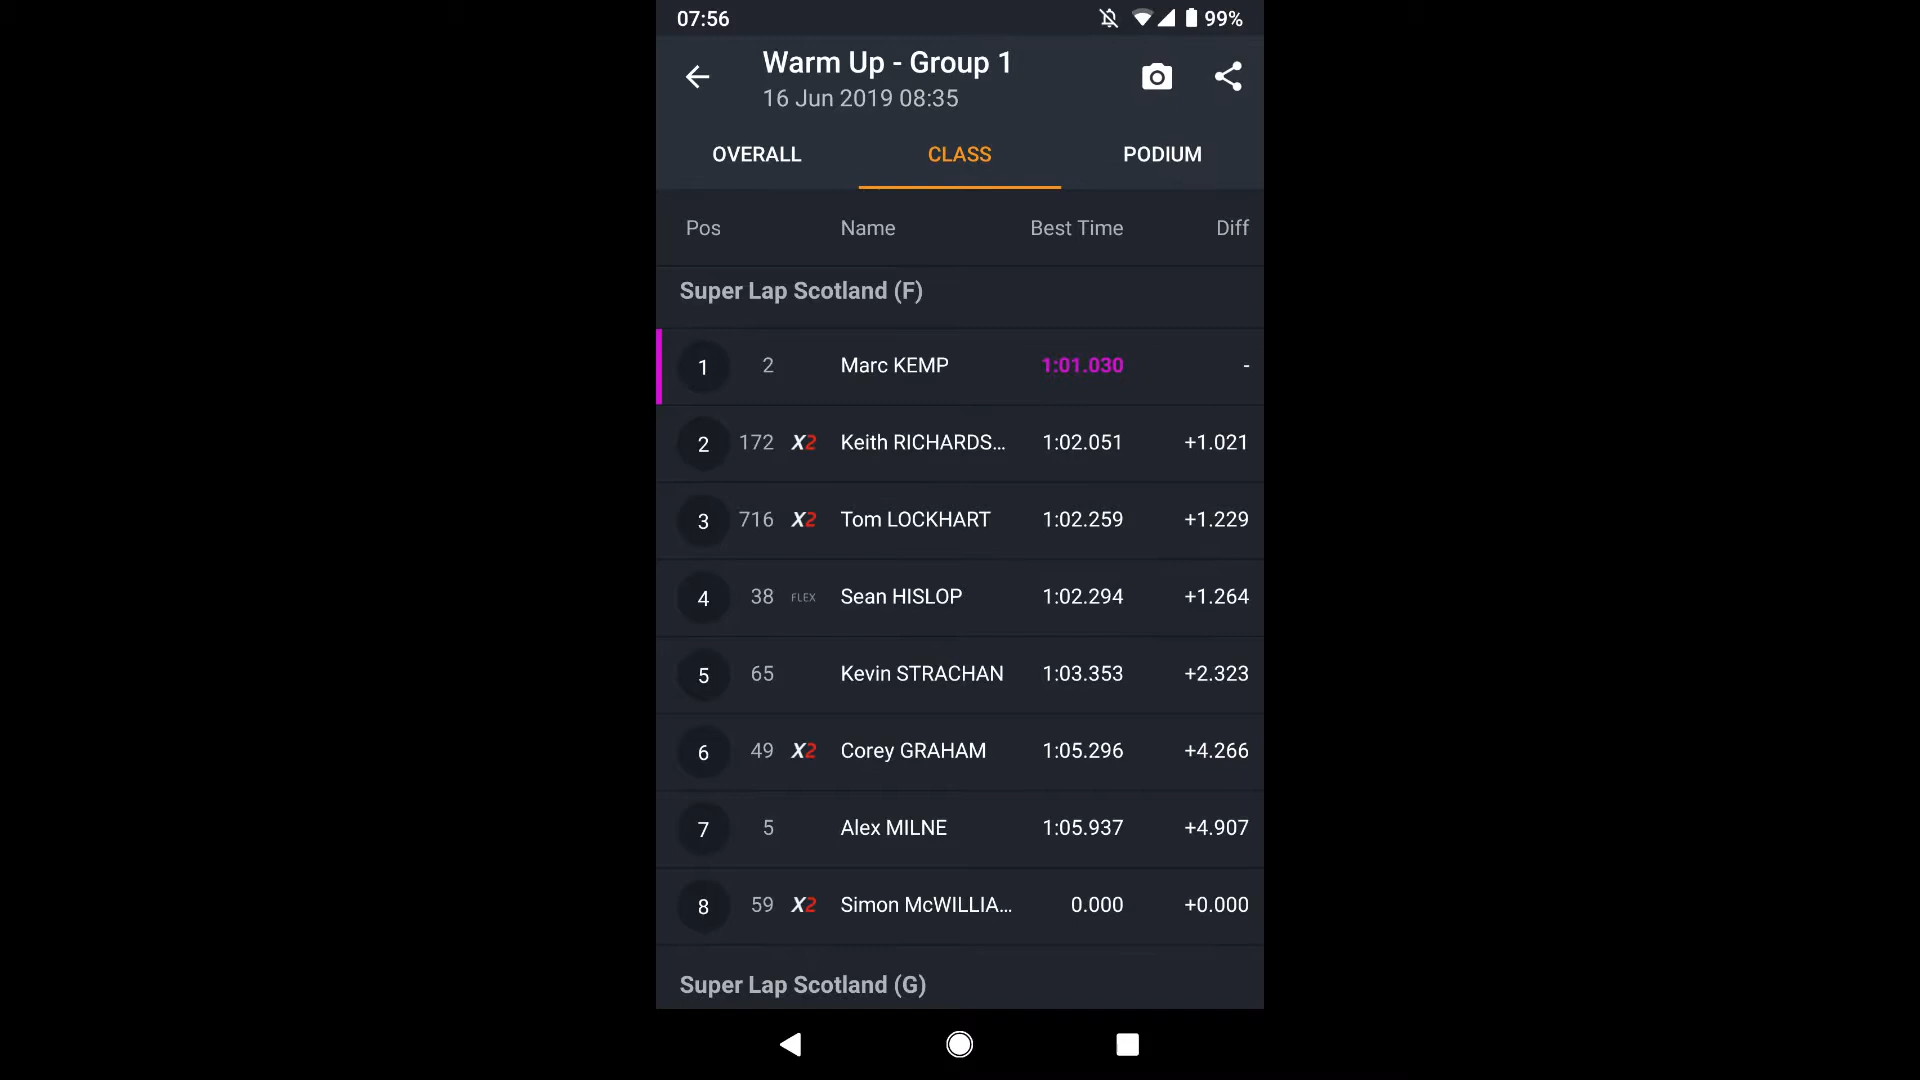 07:56 99%
Warm Up - Group 1
16 Jun 2019 08:35
OVERALL CLASS PODIUM
Pos Name Best Time Diff
Super Lap Scotland (F)
1 2 Marc KEMP 1:01.030 -
2 172 X2 Keith RICHARDS... 1:02.051 +1.021
3 716 X2 Tom LOCKHART 1:02.259 +1.229
4 38 FLEX Sean HISLOP 1:02.294 +1.264
5 65 Kevin STRACHAN 1:03.353 +2.323
6 49 X2 Corey GRAHAM 1:05.296 +4.266
7 5 Alex MILNE 1:05.937 +4.907
8 59 X2 Simon McWILLIA... 0.000 +0.000
Super Lap Scotland (G)